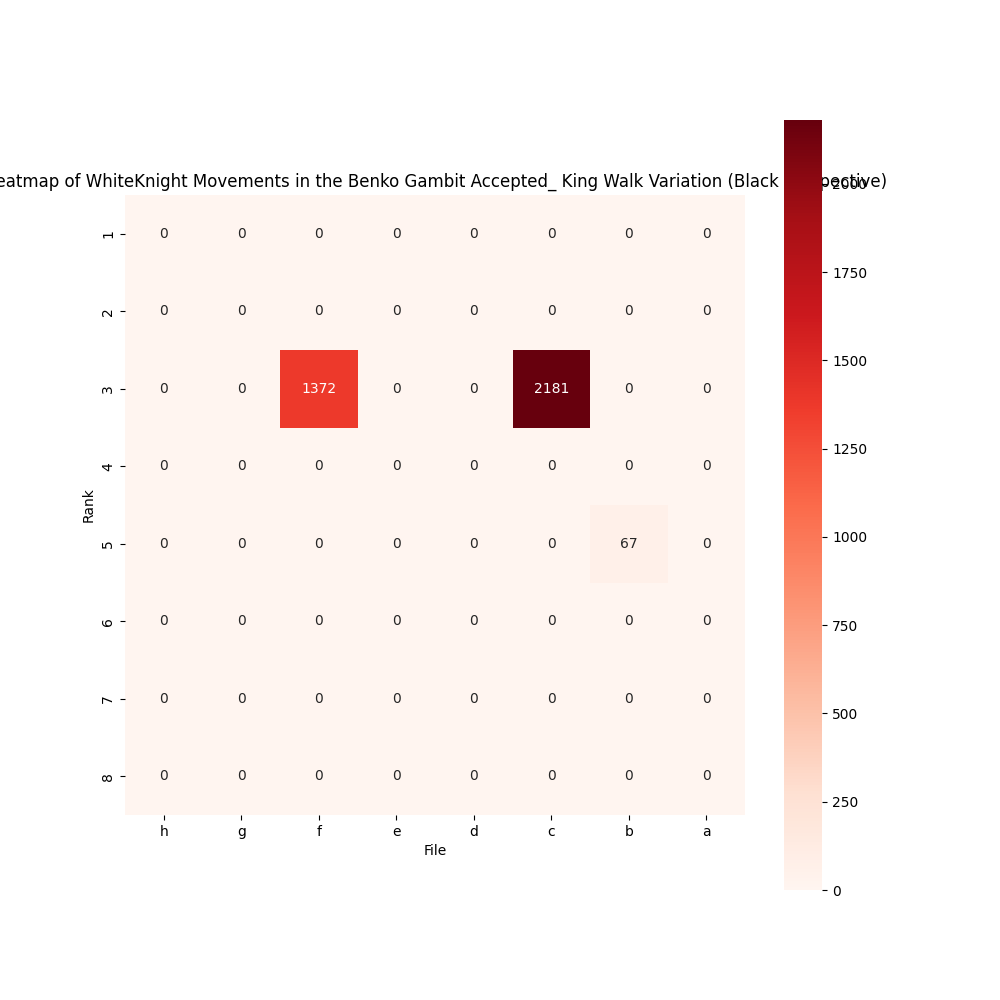 eatmap of WhiteKnight Movements in the Benko Gambit Accepted_ King Walk Variation (Black Perspective)
1 0 0 0 0 0 0 0 0
2 0 0 0 0 0 0 0 0
3 0 0 1372 0 0 2181 0 0
4 0 0 0 0 0 0 0 0
Rank
5 0 0 0 0 0 0 67 0
6 0 0 0 0 0 0 0 0
7 0 0 0 0 0 0 0 0
8 0 0 0 0 0 0 0 0
h g f e d c b a
File
2000
1750
1500
1250
1000
750
500
250
0